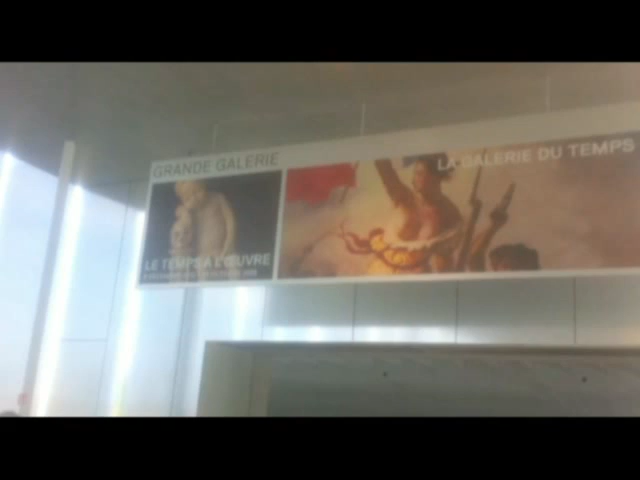 GRANDE GALERIE
LA GALERIE DU TEMPS
LE TEMPS À L'ŒUVRE